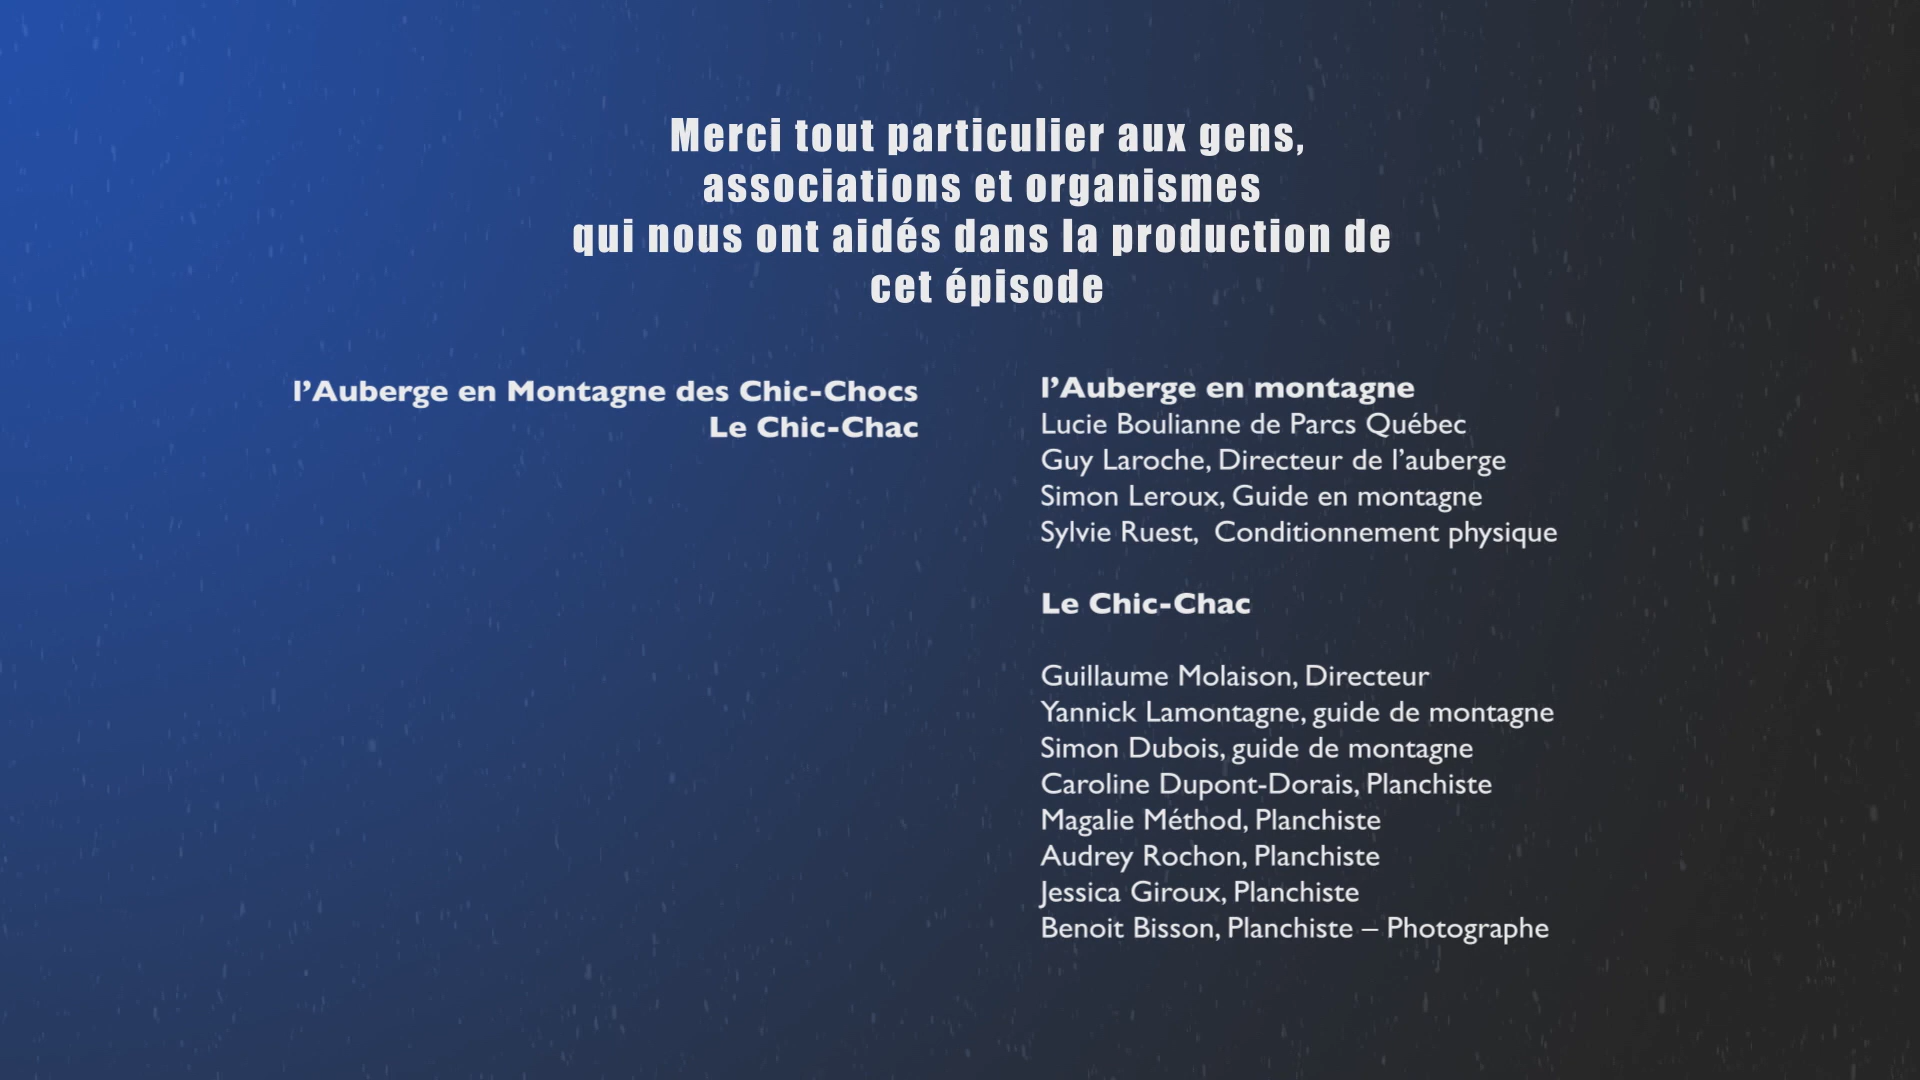 Merci tout particulier aux gens,
associations et organismes
qui nous ont aidés dans la production de
cet épisode
l’Auberge en Montagne des Chic-Chocs
Le Chic-Chac
l’Auberge en montagne
Lucie Boulianne de Parcs Québec
Guy Laroche, Directeur de l’auberge
Simon Leroux, Guide en montagne
Sylvie Ruest,  Conditionnement physique
Le Chic-Chac
Guillaume Molaison, Directeur
Yannick Lamontagne, guide de montagne
Simon Dubois, guide de montagne
Caroline Dupont-Dorais, Planchiste
Magalie Méthod, Planchiste
Audrey Rochon, Planchiste
Jessica Giroux, Planchiste
Benoit Bisson, Planchiste – Photographe